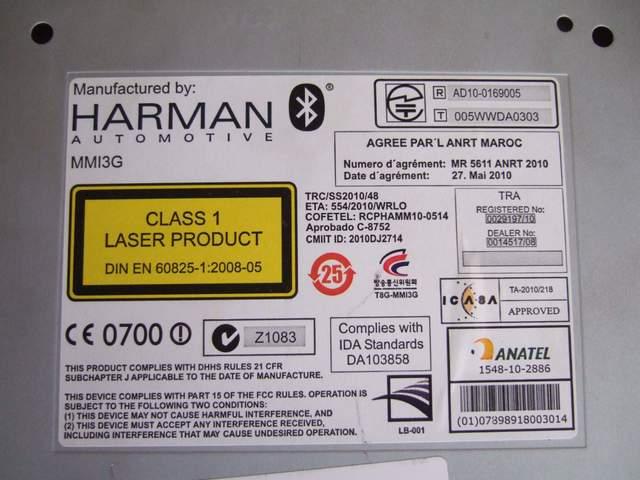 Manufactured by:
HARMAN
AUTOMOTIVE
MMI3G
®
R AD10-0169005
T 005WWDA0303
AGREE PAR´L ANRT MAROC
Numero d´agrément: MR 5611 ANRT 2010
Date d´agrément: 27. Mai 2010
CLASS 1
LASER PRODUCT
DIN EN 60825-1:2008-05
TRC/SS2010/48
ETA: 554/2010/WRLO
COFETEL: RCPHAMM10-0514
Aprobado C-8752
CMIIT ID: 2010DJ2714
TRA
REGISTERED No:
0029197/10
DEALER No:
0014517/08
25
방송통신위원회
T8G-MMI3G
ICASA
TA-2010/218
APPROVED
CE 0700
Z1083
Complies with
IDA Standards
DA103858
ANATEL
1548-10-2886
(01)07898918003014
THIS PRODUCT COMPLIES WITH DHHS RULES 21 CFR
SUBCHAPTER J APPLICABLE TO THE DATE OF MANUFACTURE.
THIS DEVICE COMPLIES WITH PART 15 OF THE FCC RULES. OPERATION IS
SUBJECT TO THE FOLLOWING TWO CONDITIONS:
(1) THIS DEVICE MAY NOT CAUSE HARMFUL INTERFERENCE, AND
(2) THIS DEVICE MUST ACCEPT ANY INTERFERENCE RECEIVED,
INCLUDING INTERFERENCE THAT MAY CAUSE UNDESIRED OPERATION.
LB-001